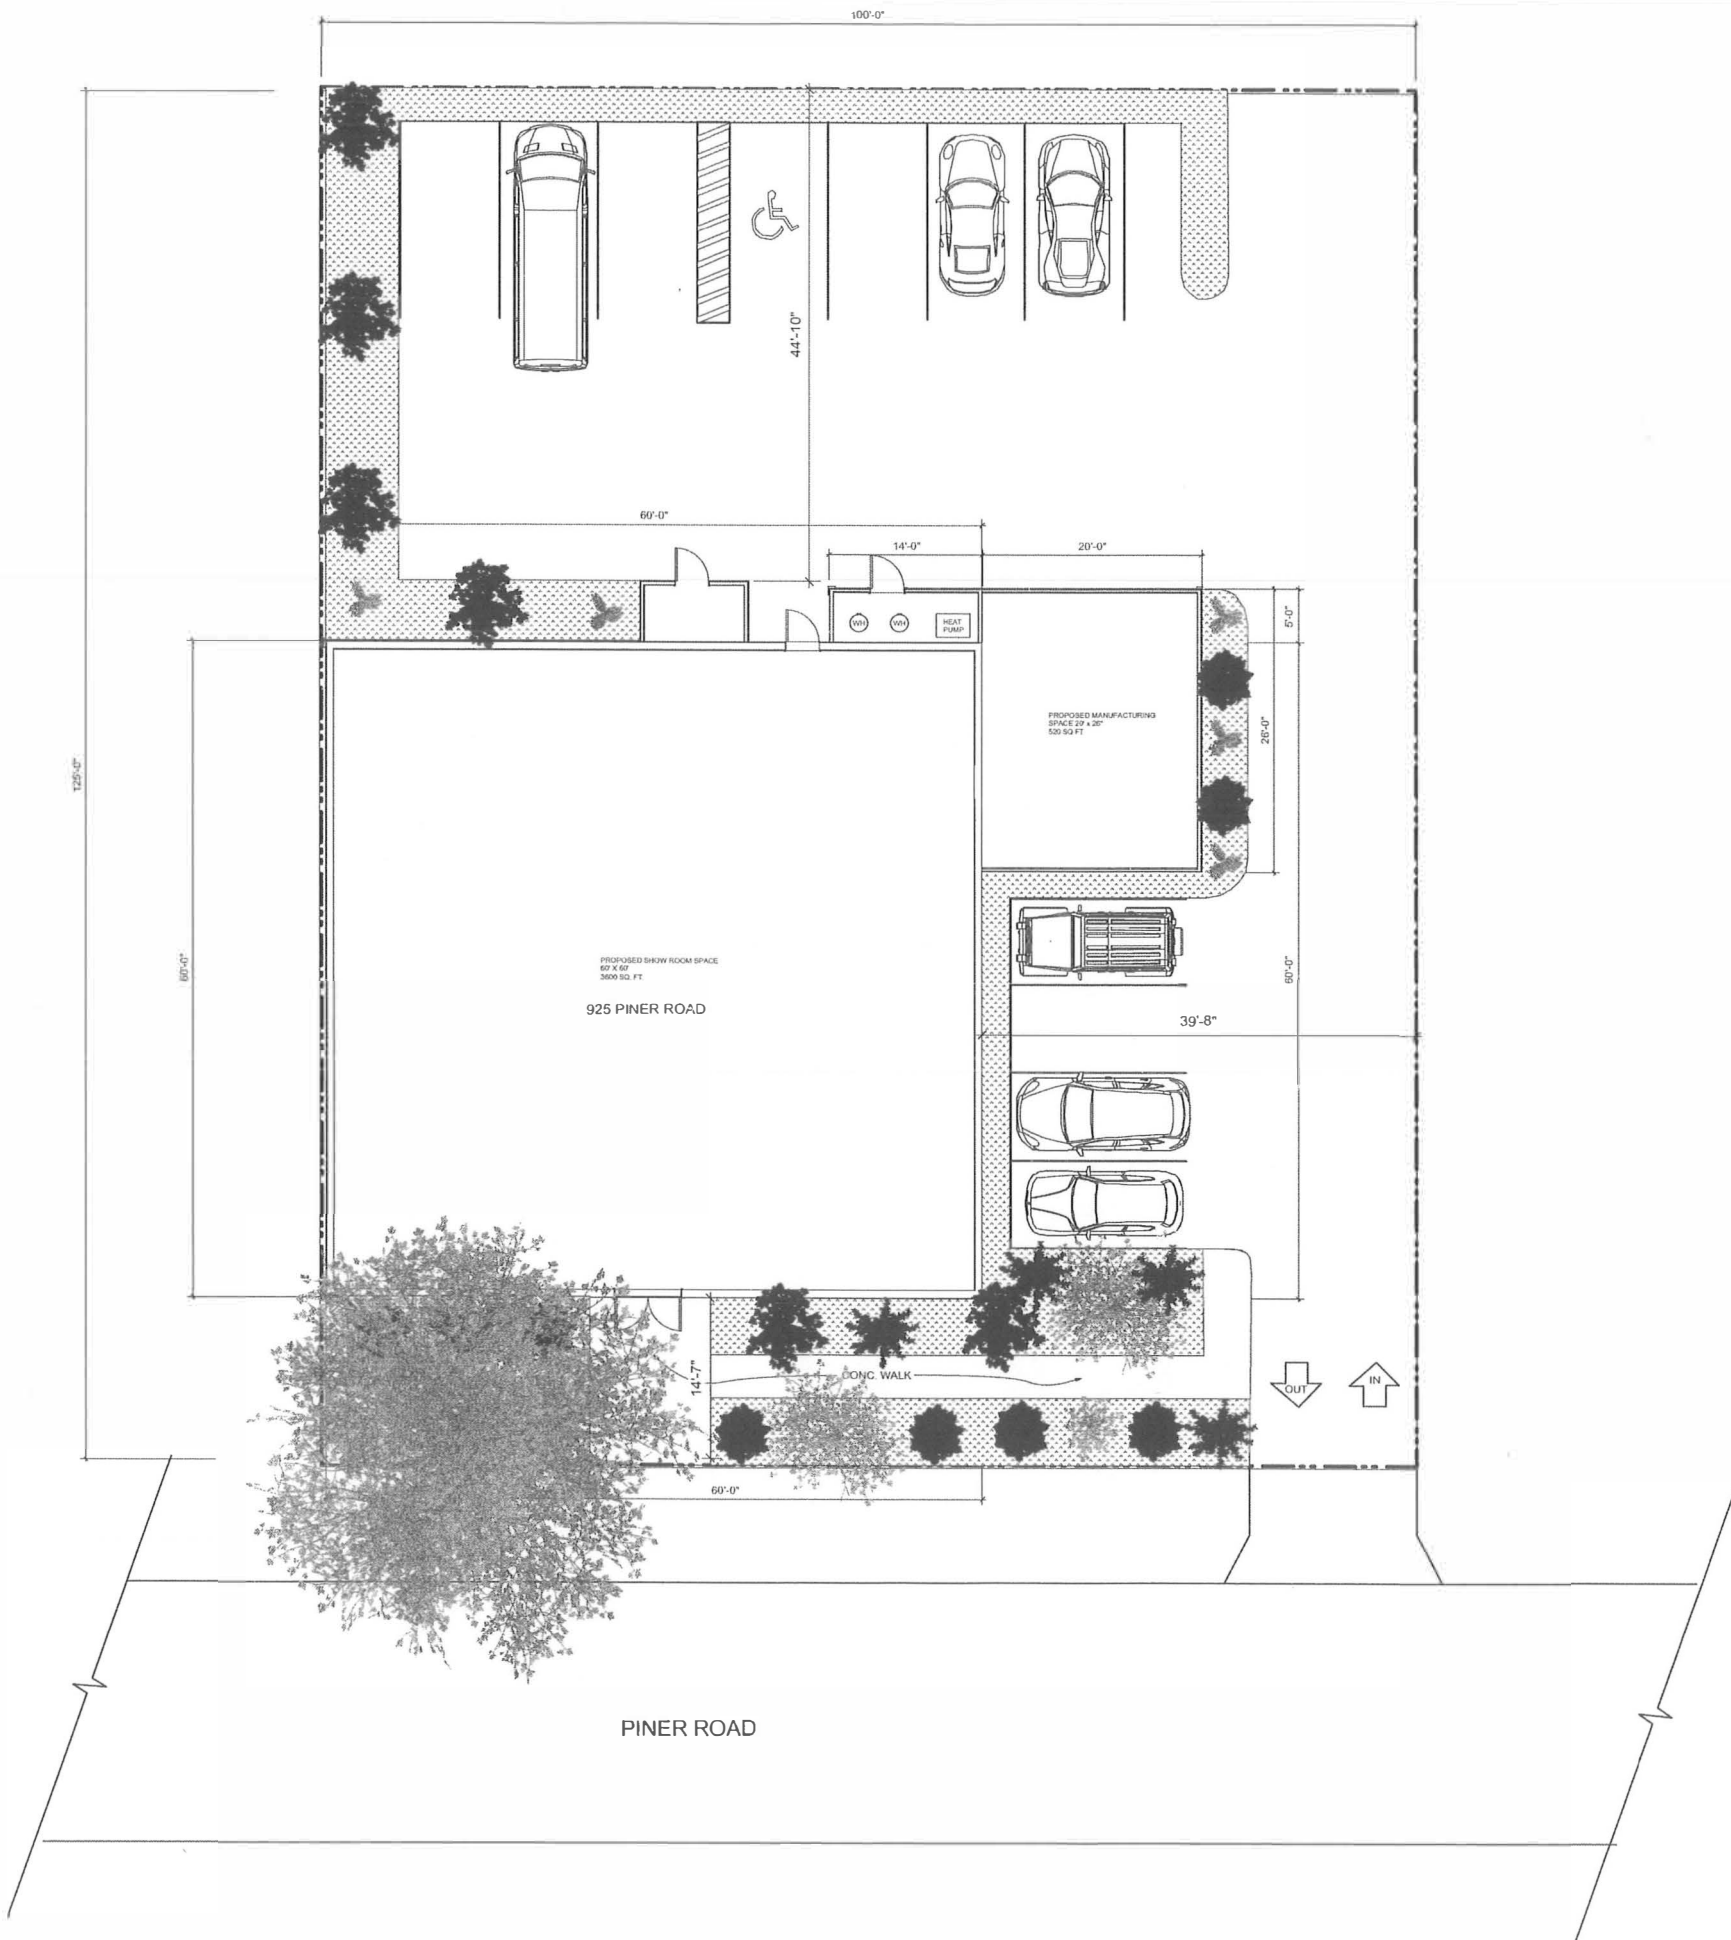 100'-0"
44'-10"
60'-0"
14'-0"
20'-0"
WH
WH
HEAT
PUMP
5'-0"
PROPOSED MANUFACTURING
SPACE 20' x 26"
520 SQ FT
26'-0"
125'-0"
60'-0"
PROPOSED SHOW ROOM SPACE
60' X 60'
3600 SQ. FT.
925 PINER ROAD
60'-0"
39'-8"
14'-7"
CONC. WALK
OUT
IN
60'-0"
PINER ROAD